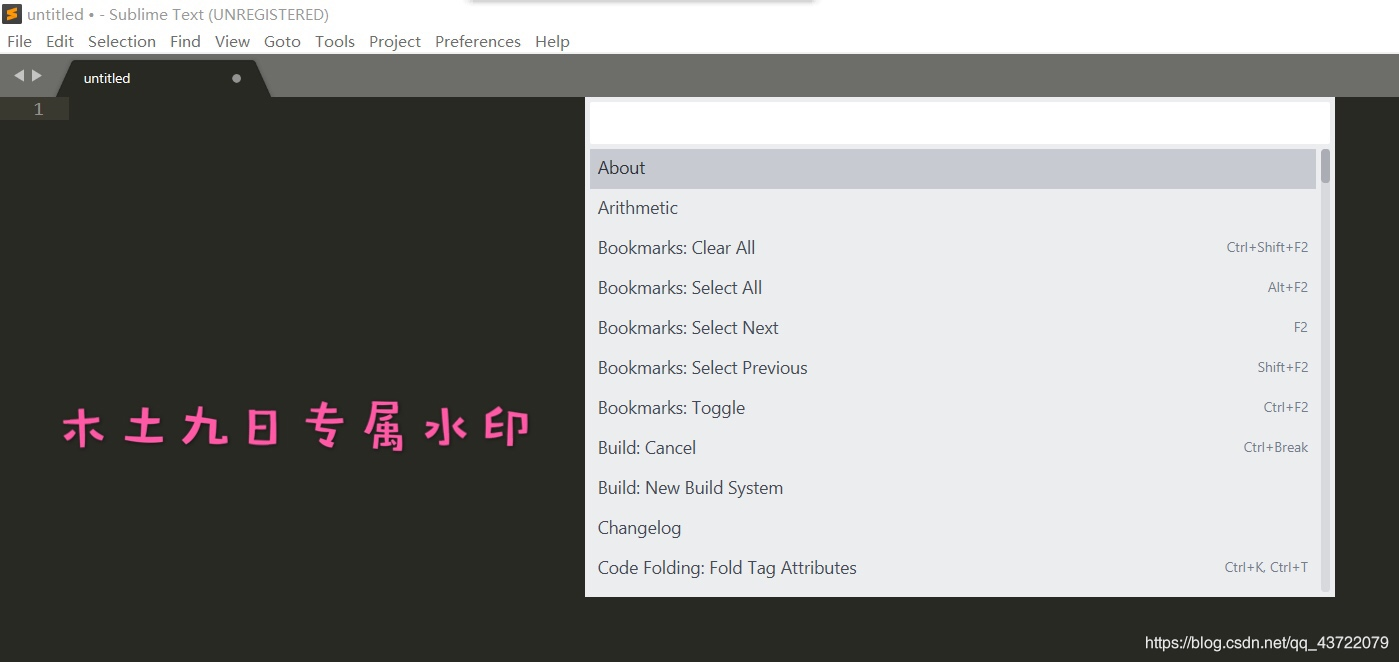 untitled • - Sublime Text (UNREGISTERED)
File Edit Selection Find View Goto Tools Project Preferences Help
untitled
1
About
Arithmetic
Bookmarks: Clear All Ctrl+Shift+F2
Bookmarks: Select All Alt+F2
Bookmarks: Select Next F2
Bookmarks: Select Previous Shift+F2
Bookmarks: Toggle Ctrl+F2
木土九日专属水印
Build: Cancel Ctrl+Break
Build: New Build System
Changelog
Code Folding: Fold Tag Attributes Ctrl+K, Ctrl+T
https://blog.csdn.net/qq_43722079